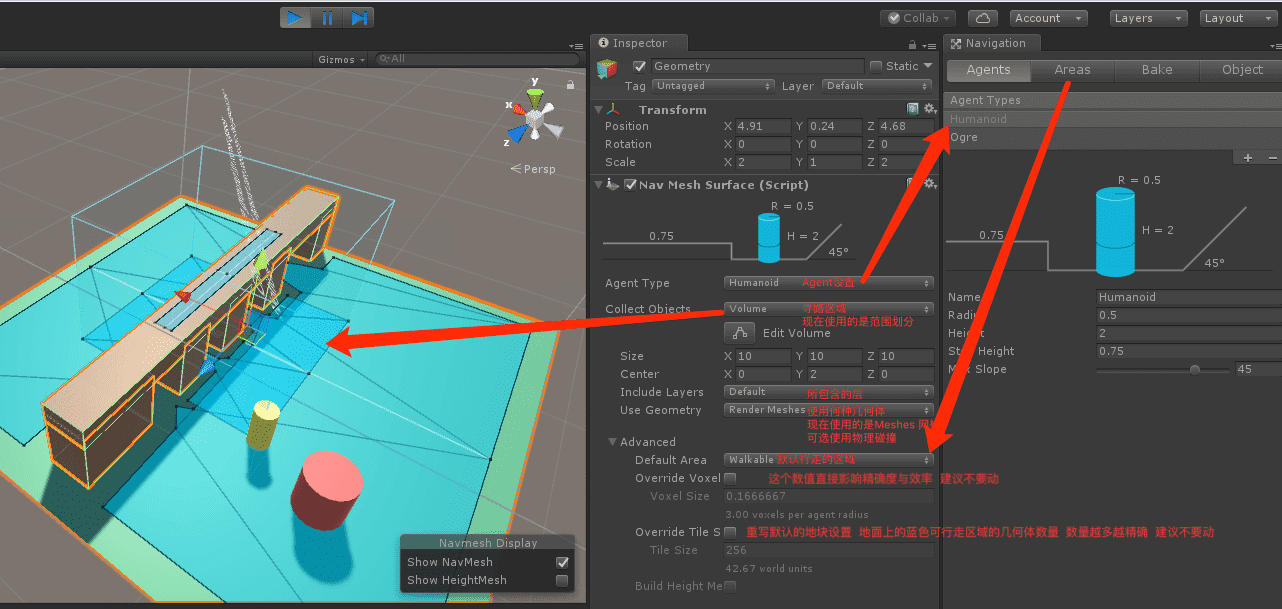 Collab
Account
Layers
Layout
Gizmos
All
y
x
z
Persp
Navmesh Display
Show NavMesh
Show HeightMesh
Inspector
Geometry
Static
Tag Untagged Layer Default
Transform
Position X 4.91 Y 0.24 Z 4.68
Rotation X 0 Y 0 Z 0
Scale X 2 Y 1 Z 2
Nav Mesh Surface (Script)
R = 0.5
0.75
H = 2
45°
Agent Type Humanoid Agent设置
Collect Objects Volume 寻路区域
现在使用的是范围划分
Edit Volume
Size X 10 Y 10 Z 10
Center X 0 Y 2 Z 0
Include Layers Default 所包含的层
Use Geometry Render Meshes 使用何种几何体
现在使用的是Meshes 网格
可选使用物理碰撞
Advanced
Default Area Walkable 默认行走的区域
Override Voxel 这个数值直接影响精确度与效率 建议不要动
Voxel Size 0.1666667
3.00 voxels per agent radius
Override Tile S 重写默认的地块设置 地面上的蓝色可行走区域的几何体数量 数量越多越精确 建议不要动
Tile Size 256
42.67 world units
Build Height Me
Navigation
Agents Areas Bake Object
Agent Types
Humanoid
Ogre
R = 0.5
0.75
H = 2
45°
Name Humanoid
0.5
2
Height 0.75
Slope 45